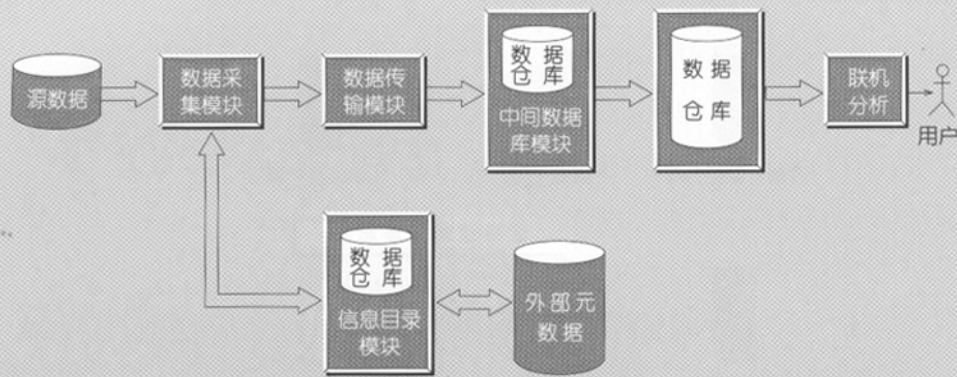 源数据
数据采
集模块
数据传
输模块
数据
仓库
中间数据
库模块
数据
仓库
联机
分析
用户
数据
仓库
信息目录
模块
外部元
数据